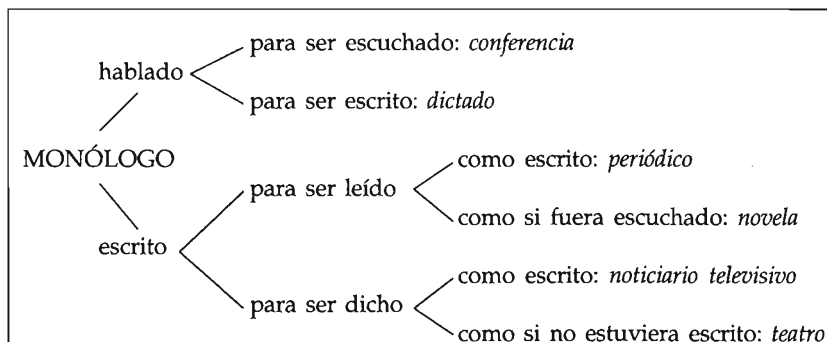 para ser escuchado: conferencia
hablado
para ser escrito: dictado
MONÓLOGO
como escrito: periódico
para ser leído
como si fuera escuchado: novela
escrito
como escrito: noticiario televisivo
para ser dicho
como si no estuviera escrito: teatro